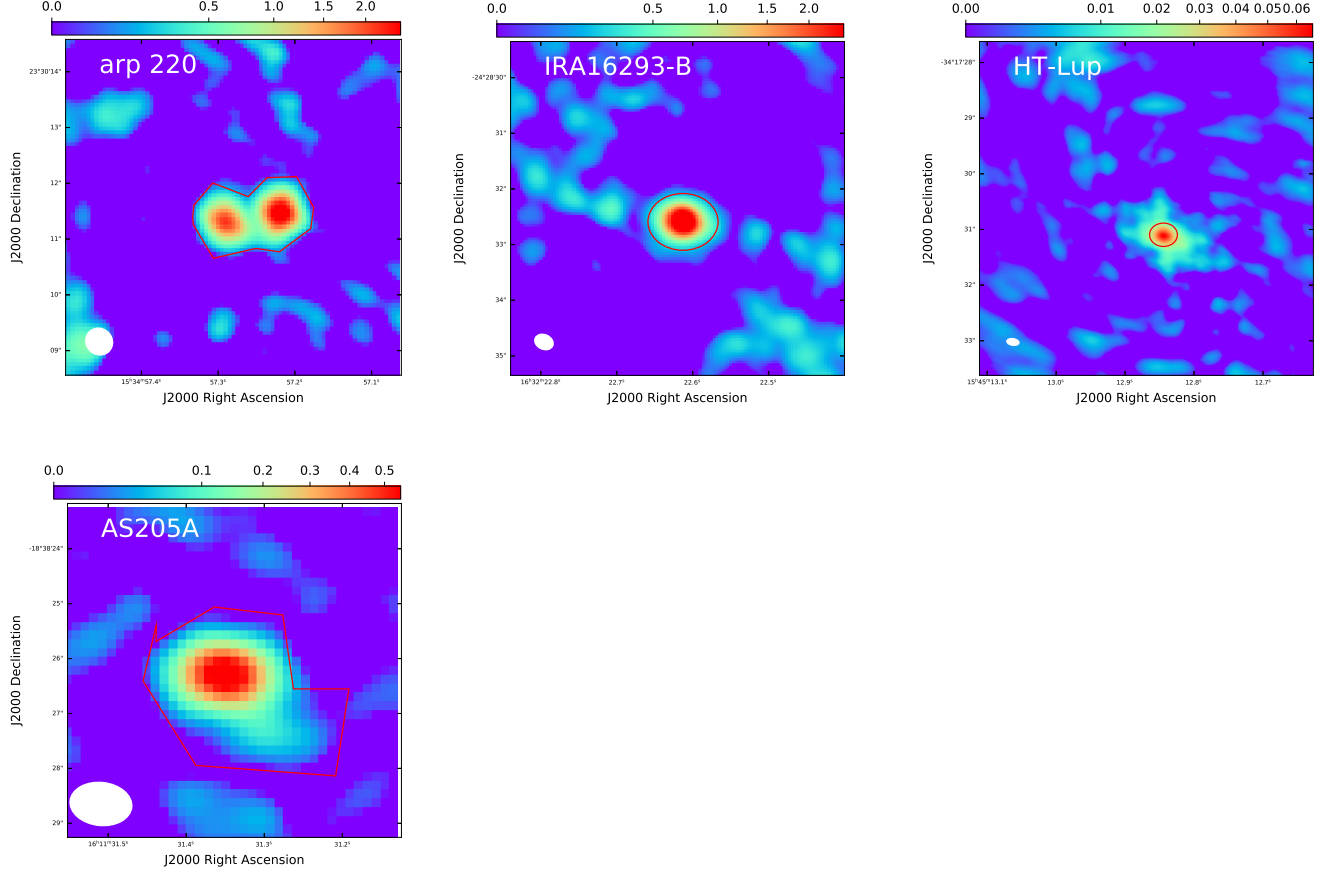 0.0 0.5 1.0 1.5 2.0
arp 220
23°30'14"
13"
12"
11"
10"
09"
15ʰ34ᵐ57.4ˢ 57.3ˢ 57.2ˢ 57.1ˢ
J2000 Right Ascension
J2000 Declination
0.0 0.5 1.0 1.5 2.0
IRA16293-B
-24°28'30"
31"
32"
33"
34"
35"
16ʰ32ᵐ22.8ˢ 22.7ˢ 22.6ˢ 22.5ˢ
J2000 Right Ascension
J2000 Declination
0.00 0.01 0.02 0.03 0.04 0.05 0.06
HT-Lup
-34°17'28"
29"
30"
31"
32"
33"
15ʰ45ᵐ13.1ˢ 13.0ˢ 12.9ˢ 12.8ˢ 12.7ˢ
J2000 Right Ascension
J2000 Declination
0.0 0.1 0.2 0.3 0.4 0.5
AS205A
-18°38'24"
25"
26"
27"
28"
29"
16ʰ11ᵐ31.5ˢ 31.4ˢ 31.3ˢ 31.2ˢ
J2000 Right Ascension
J2000 Declination